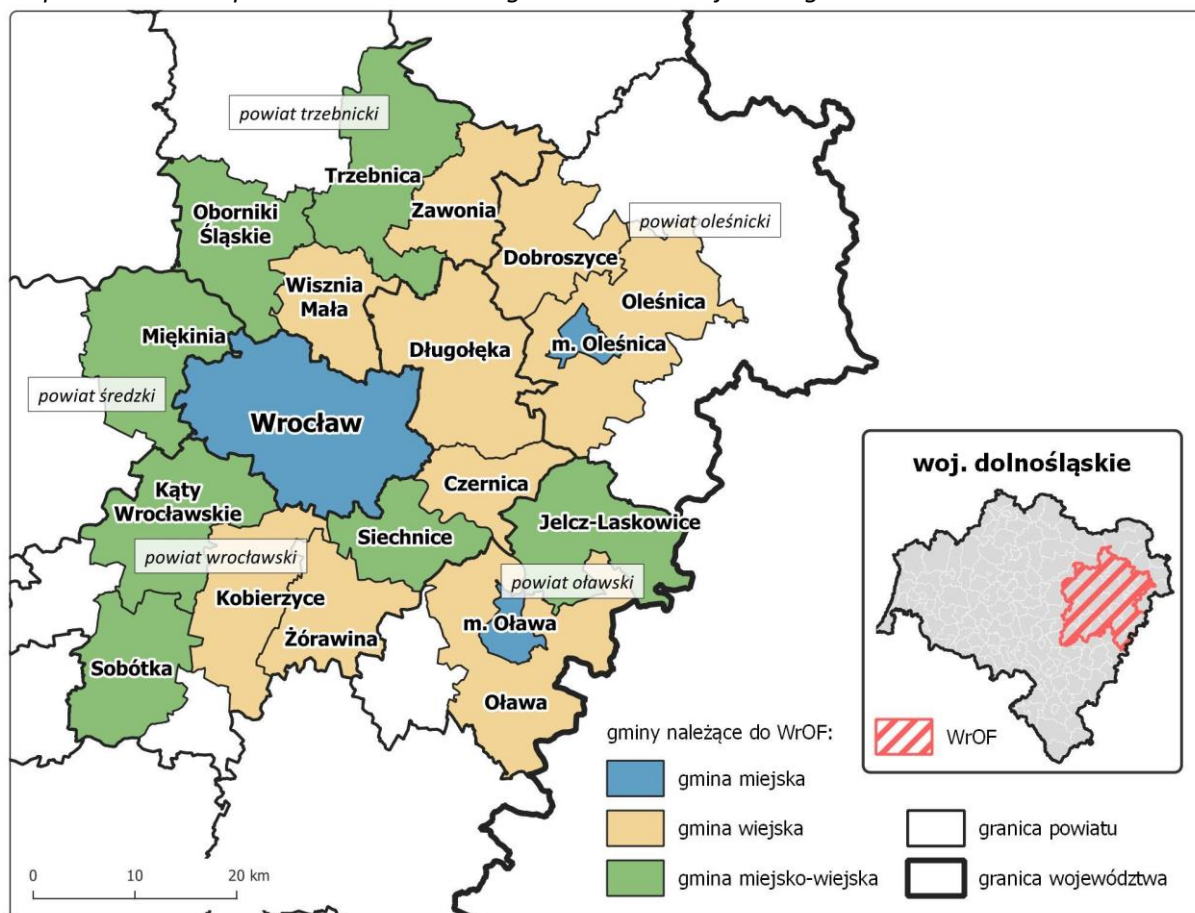 powiat trzebnicki
Trzebnica
Oborniki
Śląskie
Zawonia
powiat oleśnicki
Dobroszyce
Wisznia
Mała
Oleśnica
Miękinia
Długołęka
m. Oleśnica
powiat średzki
Wrocław
Czernica
Kąty
Wrocławskie
Siechnice
Jelcz-Laskowice
powiat wrocławski
powiat oławski
Kobierzyce
m. Oława
Żórawina
Sobótka
Oława
woj. dolnośląskie
WrOF
gminy należące do WrOF:
gmina miejska
gmina wiejska
gmina miejsko-wiejska
granica powiatu
granica województwa
0 10 20 km